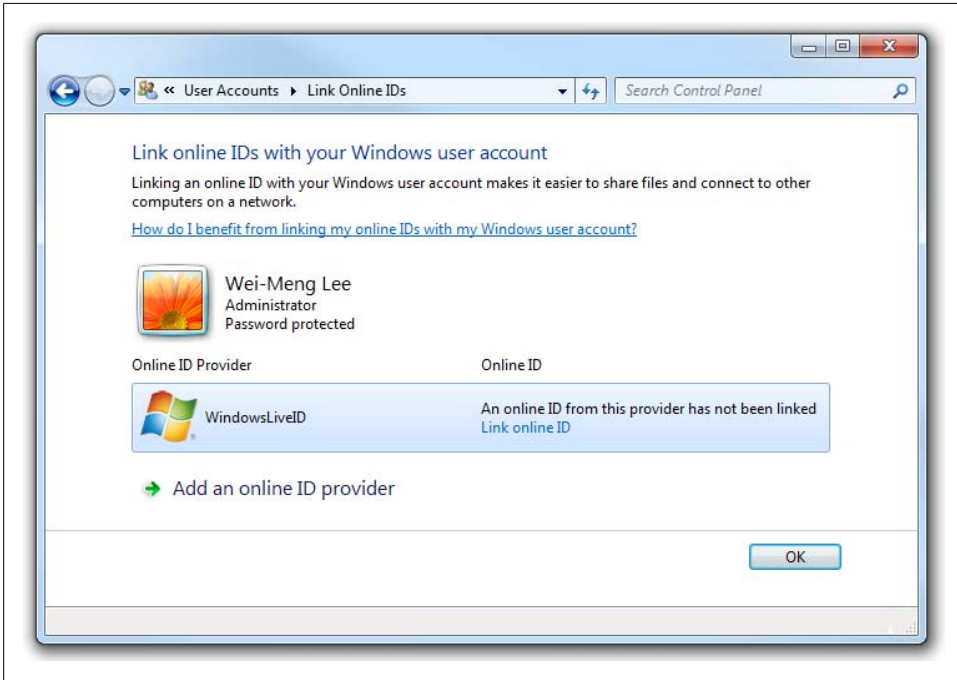 « User Accounts ▸ Link Online IDs
Search Control Panel
Link online IDs with your Windows user account
Linking an online ID with your Windows user account makes it easier to share files and connect to other
computers on a network.
How do I benefit from linking my online IDs with my Windows user account?
Wei-Meng Lee
Administrator
Password protected
Online ID Provider
Online ID
WindowsLiveID
An online ID from this provider has not been linked
Link online ID
Add an online ID provider
OK